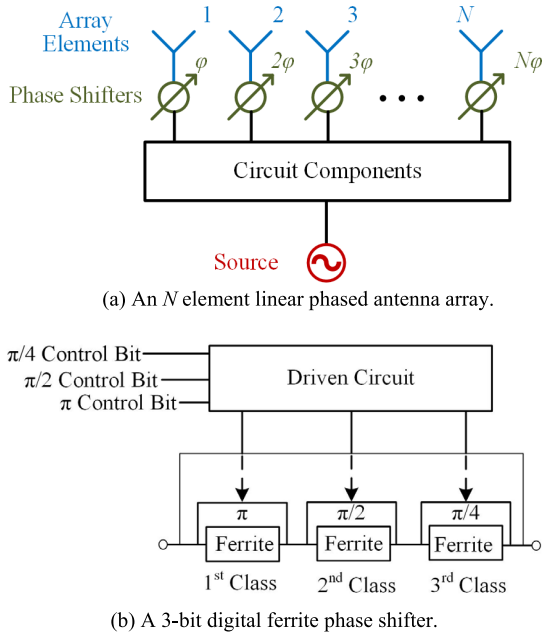 Array
Elements
1 2 3 N
Phase Shifters φ 2φ 3φ ••• Nφ
Circuit Components
Source
(a) An N element linear phased antenna array.
π/4 Control Bit
π/2 Control Bit
π Control Bit
Driven Circuit
π π/2 π/4
Ferrite Ferrite Ferrite
1st Class 2nd Class 3rd Class
(b) A 3-bit digital ferrite phase shifter.